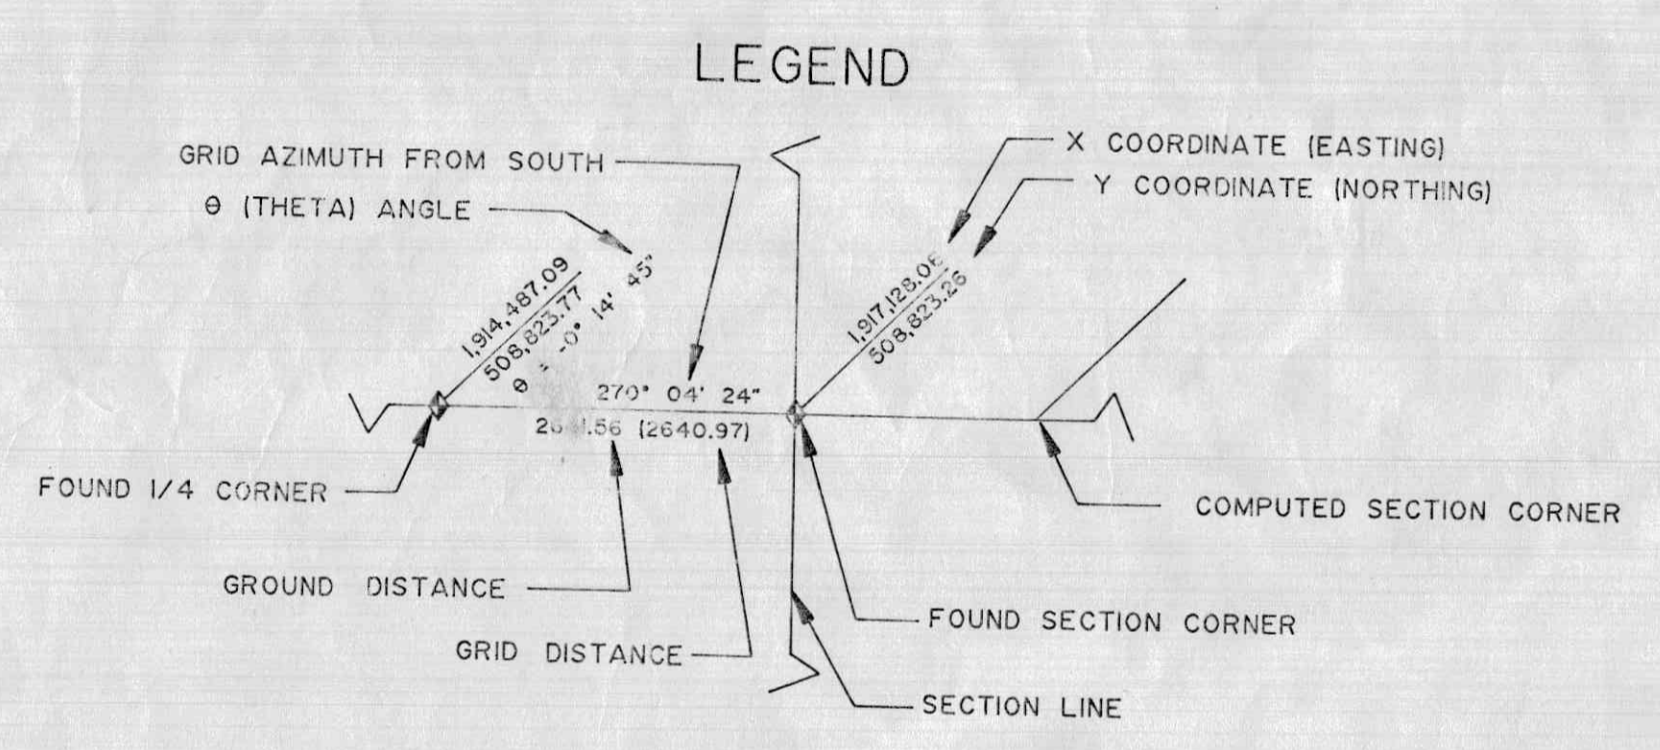 LEGEND
GRID AZIMUTH FROM SOUTH
θ (THETA) ANGLE
X COORDINATE (EASTING)
Y COORDINATE (NORTHING)
1,914,487.09
508,823.77
θ = -0° 14' 45"
1,917,128.06
508,823.26
270° 04' 24"
(2640.97)
FOUND 1/4 CORNER
COMPUTED SECTION CORNER
GROUND DISTANCE
FOUND SECTION CORNER
GRID DISTANCE
SECTION LINE